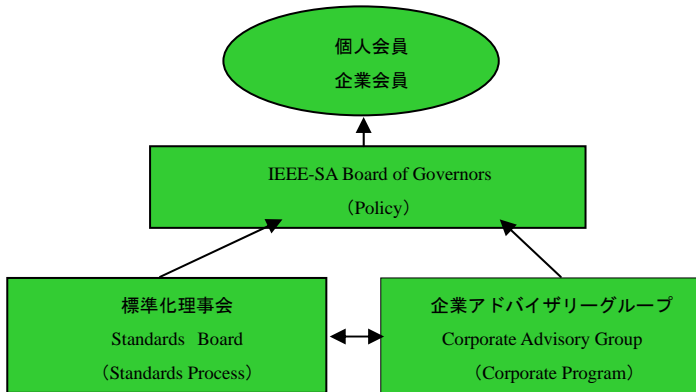 個人会員
企業会員
IEEE-SA Board of Governors
（Policy）
標準化理事会
Standards Board
（Standards Process）
企業アドバイザリーグループ
Corporate Advisory Group
（Corporate Program）